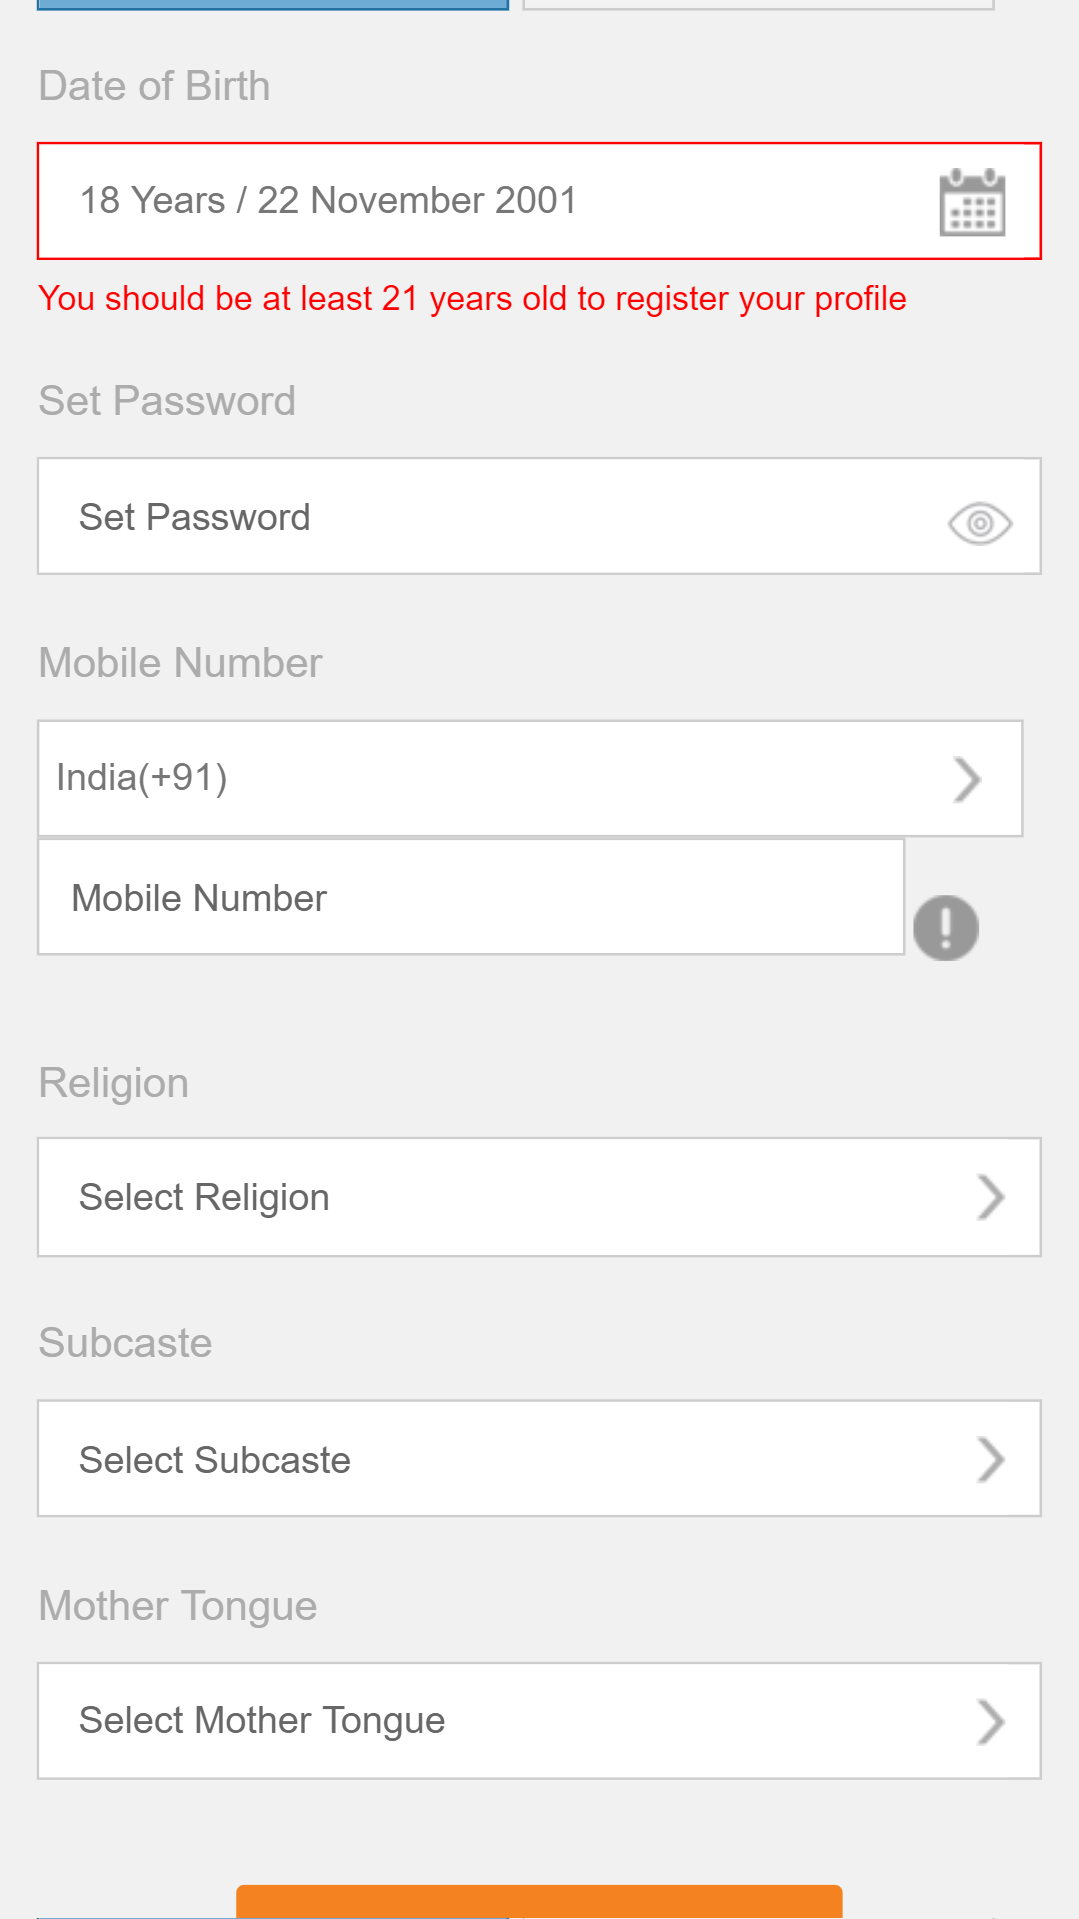 Date of Birth
18 Years / 22 November 2001
You should be at least 21 years old to register your profile
Set Password
Set Password
Mobile Number
India(+91)
Mobile Number
Religion
Select Religion
Subcaste
Select Subcaste
Mother Tongue
Select Mother Tongue